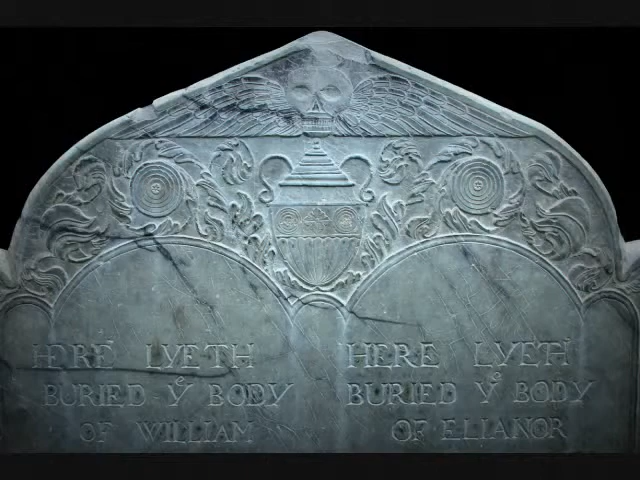 HERE LYETH
BURIED Yᵉ BODY
OF WILLIAM
HERE LYETH
BURIED Yᵉ BODY
OF ELIANOR